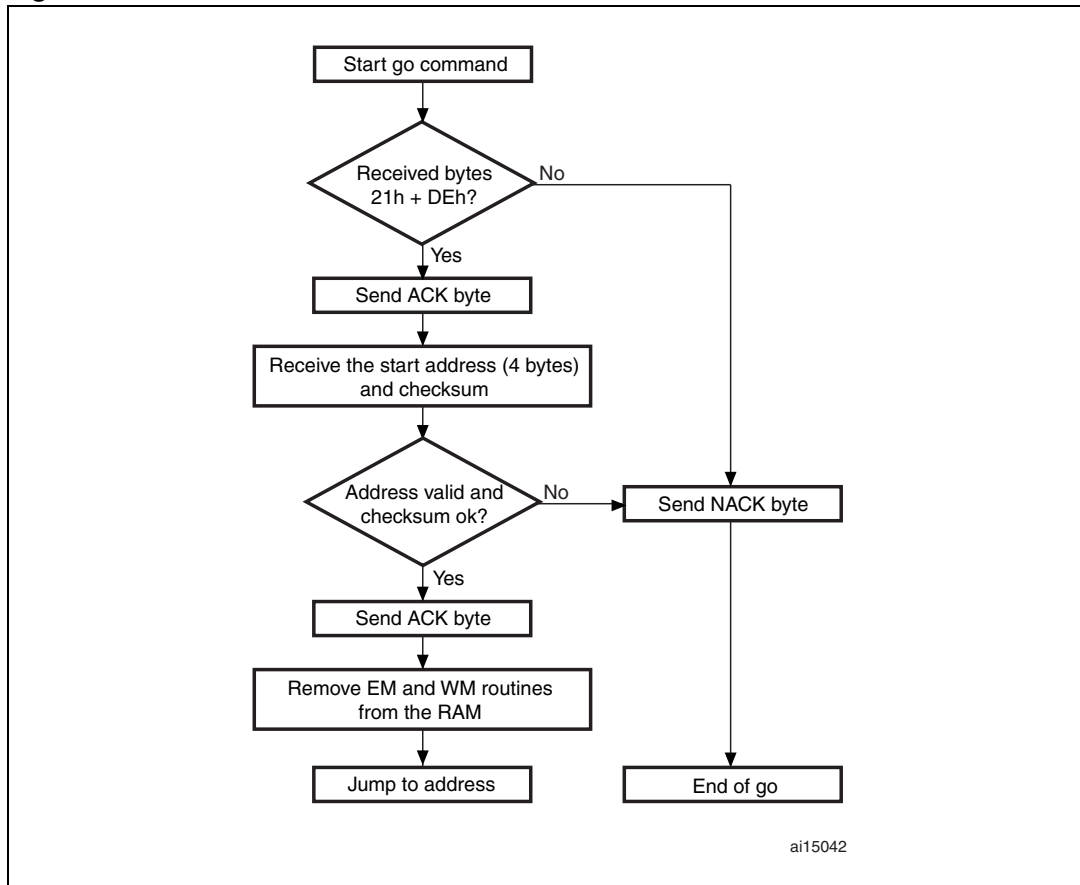 Start go command
Received bytes
21h + DEh?
No
Yes
Send ACK byte
Receive the start address (4 bytes)
and checksum
Address valid and
checksum ok?
No
Send NACK byte
Yes
Send ACK byte
Remove EM and WM routines
from the RAM
Jump to address
End of go
ai15042